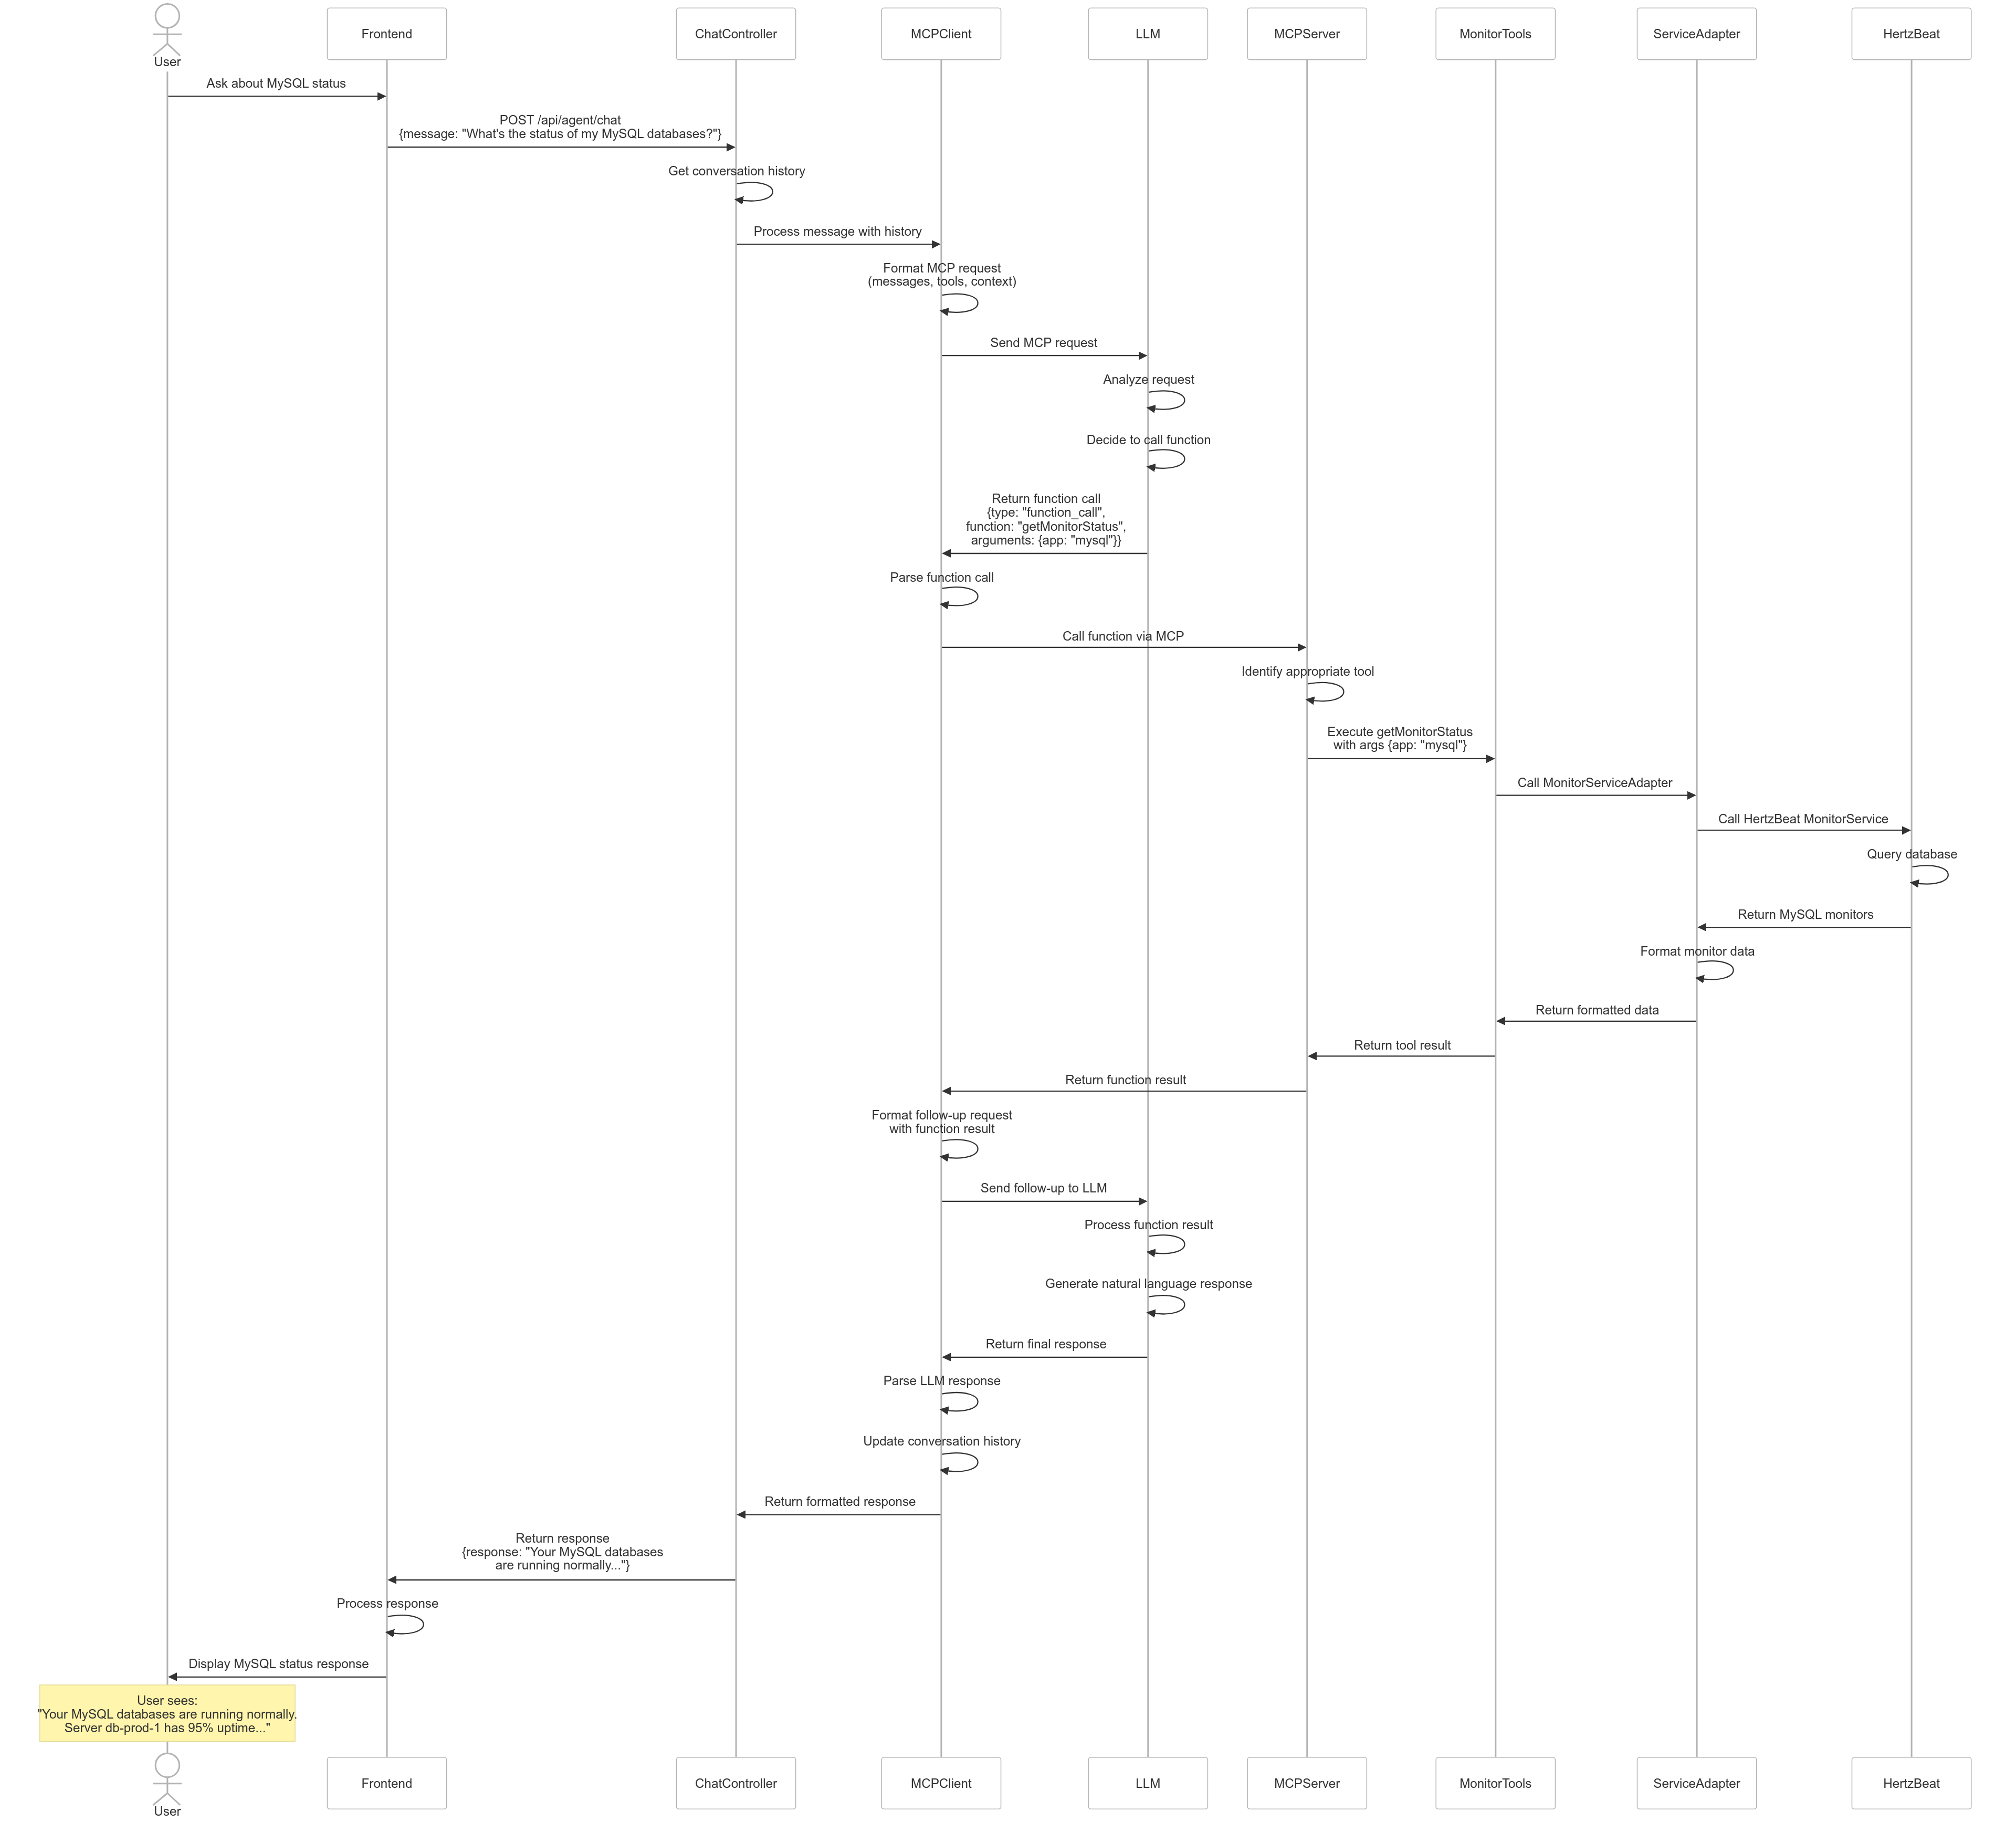 User
Frontend
ChatController
MCPClient
LLM
MCPServer
MonitorTools
ServiceAdapter
HertzBeat
Ask about MySQL status
POST /api/agent/chat
{message: "What's the status of my MySQL databases?"}
Get conversation history
Process message with history
Format MCP request
(messages, tools, context)
Send MCP request
Analyze request
Decide to call function
Return function call
{type: "function_call",
function: "getMonitorStatus",
arguments: {app: "mysql"}}
Parse function call
Call function via MCP
Identify appropriate tool
Execute getMonitorStatus
with args {app: "mysql"}
Call MonitorServiceAdapter
Call HertzBeat MonitorService
Query database
Return MySQL monitors
Format monitor data
Return formatted data
Return tool result
Return function result
Format follow-up request
with function result
Send follow-up to LLM
Process function result
Generate natural language response
Return final response
Parse LLM response
Update conversation history
Return formatted response
Return response
{response: "Your MySQL databases
are running normally..."}
Process response
Display MySQL status response
User sees:
"Your MySQL databases are running normally.
Server db-prod-1 has 95% uptime..."
User
Frontend
ChatController
MCPClient
LLM
MCPServer
MonitorTools
ServiceAdapter
HertzBeat